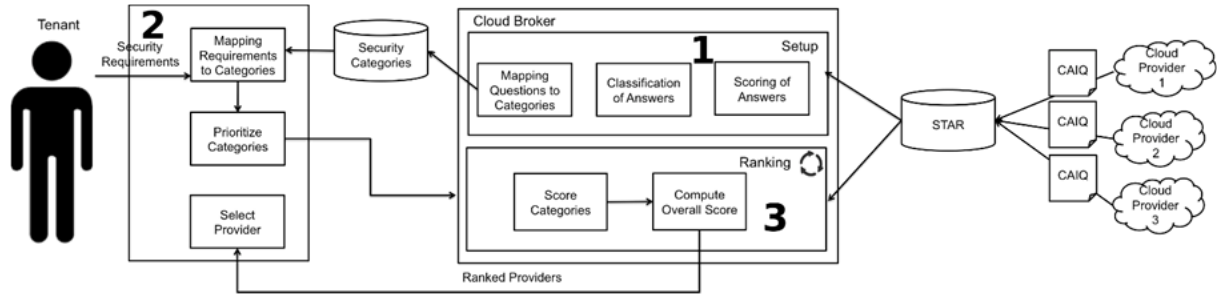 Tenant
Security
Requirements
2
Mapping
Requirements
to Categories
Prioritize
Categories
Select
Provider
Security
Categories
Cloud Broker
1
Setup
Mapping
Questions to
Categories
Classification
of Answers
Scoring of
Answers
Ranking
Score
Categories
Compute
Overall Score
3
Ranked Providers
STAR
CAIQ
Cloud
Provider
1
CAIQ
Cloud
Provider
2
CAIQ
Cloud
Provider
3